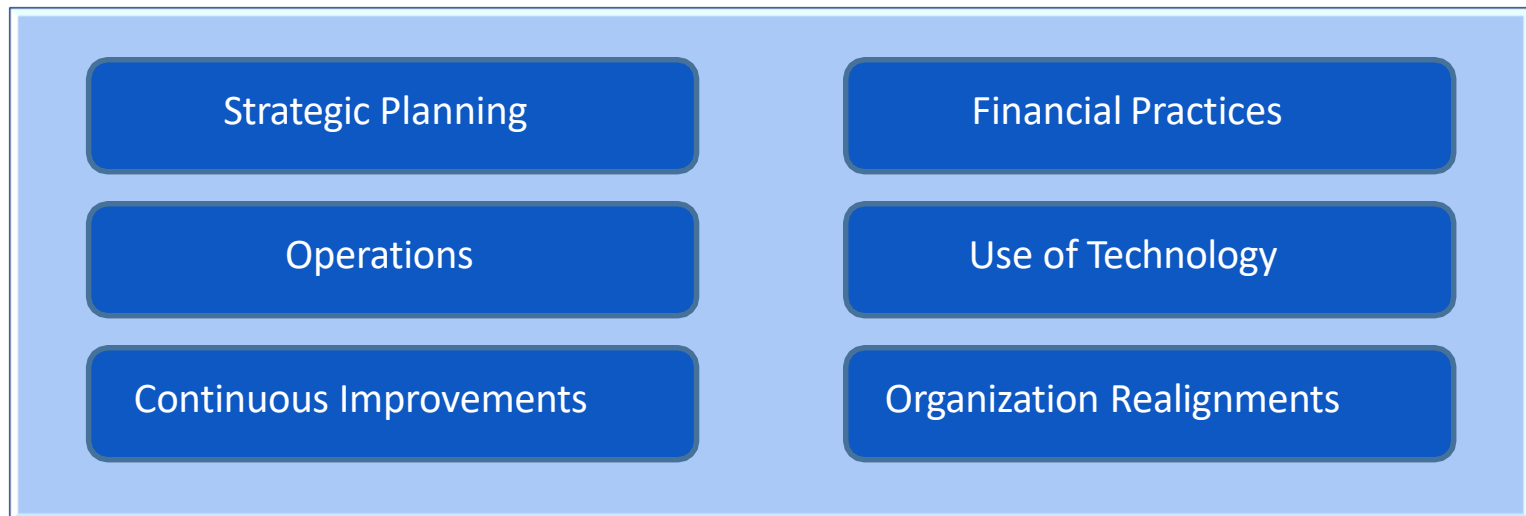 Strategic Planning
Financial Practices
Operations
Use of Technology
Continuous Improvements
Organization Realignments